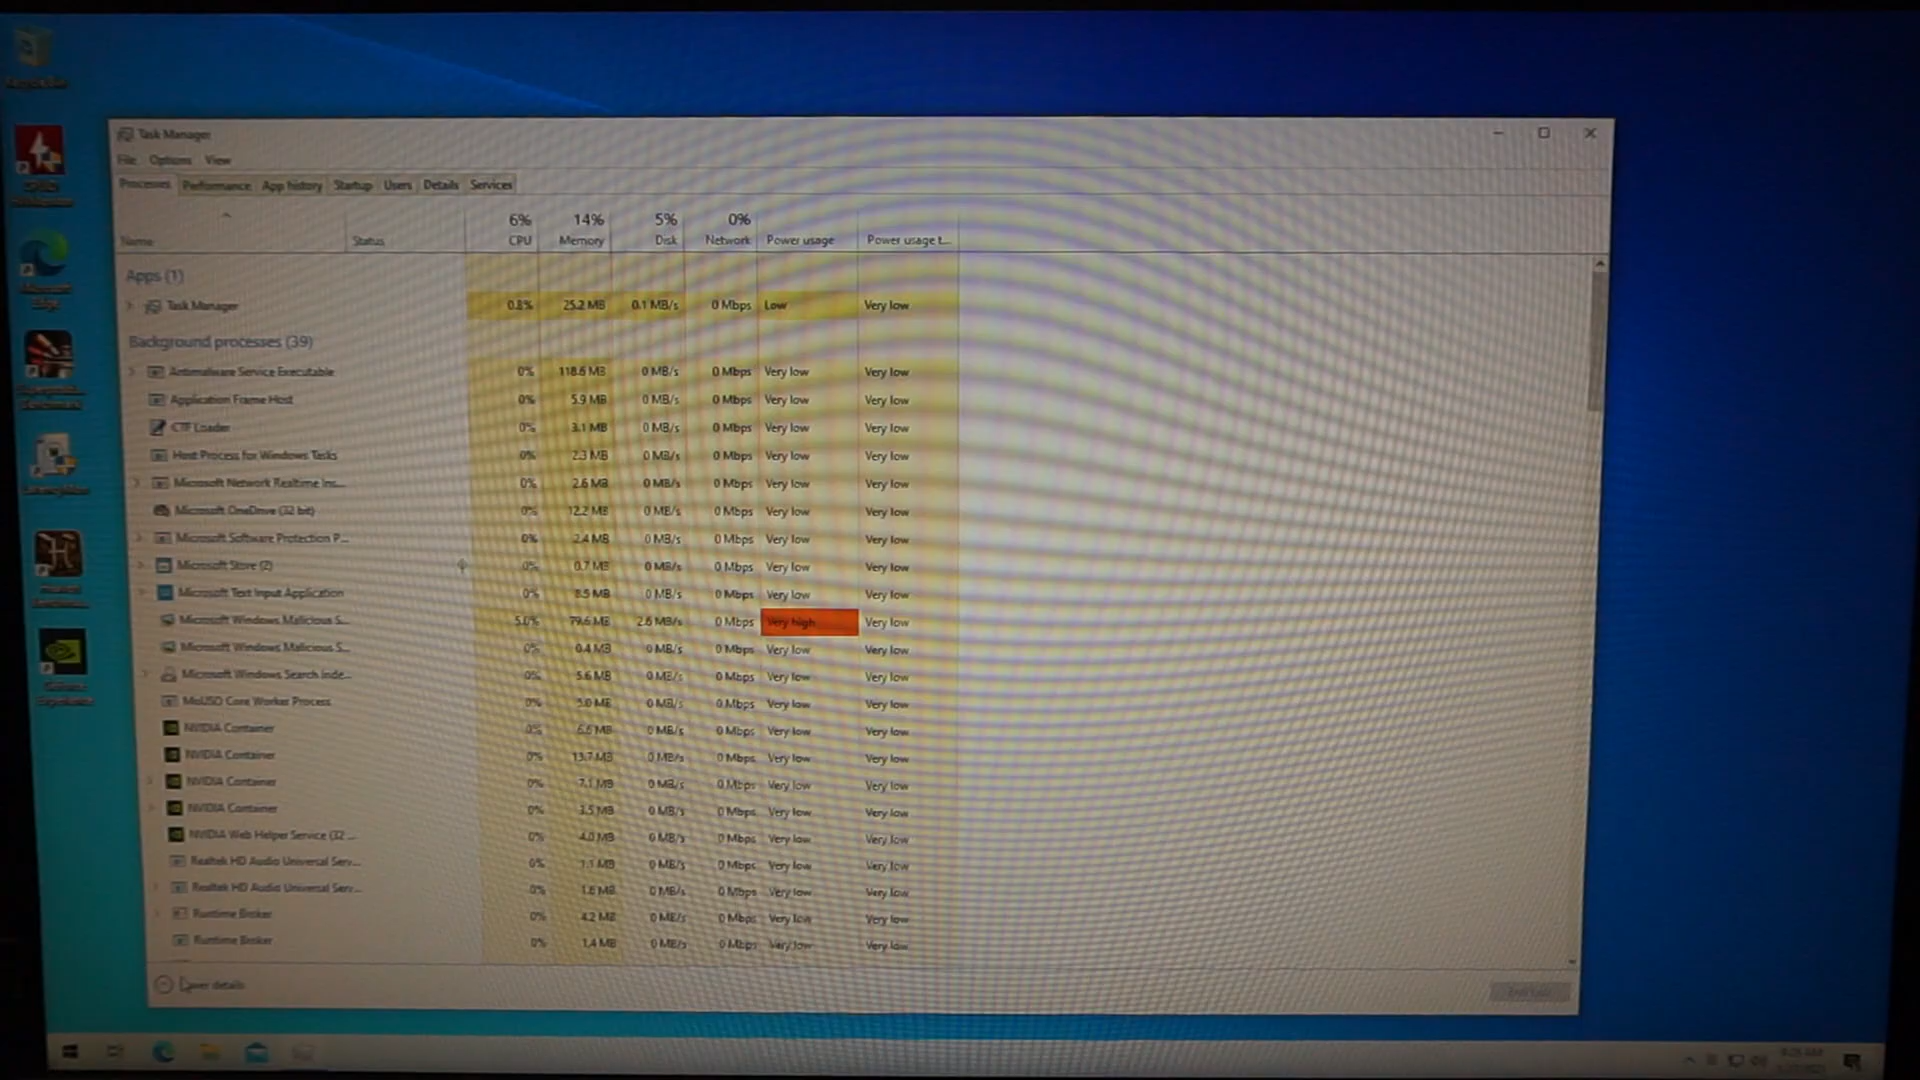 Task Manager
File Options View
Processes Performance App history Startup Users Details Services
6% 14% 5% 0%
Name Status CPU Memory Disk Network Power usage Power usage t...
Apps (1)
Task Manager 0.8% 25.2 MB 0.1 MB/s 0 Mbps Low Very low
Background processes (39)
Antimalware Service Executable 0% 118.6 MB 0 MB/s 0 Mbps Very low Very low
Application Frame Host 0% 5.9 MB 0 MB/s 0 Mbps Very low Very low
CTF Loader 0% 3.1 MB 0 MB/s 0 Mbps Very low Very low
Host Process for Windows Tasks 0% 2.3 MB 0 MB/s 0 Mbps Very low Very low
Microsoft Network Realtime Ins... 0% 2.6 MB 0 MB/s 0 Mbps Very low Very low
Microsoft OneDrive (32 bit) 0% 12.2 MB 0 MB/s 0 Mbps Very low Very low
Microsoft Software Protection P... 0% 2.4 MB 0 MB/s 0 Mbps Very low Very low
Microsoft Store (2) 0% 0.7 MB 0 MB/s 0 Mbps Very low Very low
Microsoft Text Input Application 0% 8.5 MB 0 MB/s 0 Mbps Very low Very low
Microsoft Windows Malicious S... 5.0% 79.6 MB 2.6 MB/s 0 Mbps Very high Very low
Microsoft Windows Malicious S... 0% 0.4 MB 0 MB/s 0 Mbps Very low Very low
Microsoft Windows Search Inde... 0% 5.6 MB 0 MB/s 0 Mbps Very low Very low
MoUSO Core Worker Process 0% MB 0 MB/s 0 Mbps Very low Very low
NVIDIA Container 0% 6.6 MB 0 MB/s 0 Mbps Very low Very low
NVIDIA Container 0% 13.7 MB 0 MB/s 0 Mbps Very low Very low
NVIDIA Container 0% 7.1 MB 0 MB/s 0 Mbps Very low Very low
NVIDIA Container 0% MB 0 MB/s 0 Mbps Very low Very low
NVIDIA Web Helper Service (32 ... 0% 4.0 MB 0 MB/s 0 Mbps Very low Very low
Realtek HD Audio Universal Serv... 0% MB 0 MB/s 0 Mbps Very low Very low
Realtek HD Audio Universal Serv... 0% 1.6 MB 0 MB/s 0 Mbps Very low Very low
Runtime Broker 0% 4.2 MB 0 MB/s 0 Mbps Very low Very low
Runtime Broker 0% 1.4 MB 0 MB/s 0 Mbps Very low Very low
Fewer details
Recycle Bin
Microsoft
Edge
LatencyMon
GeForce
Experience